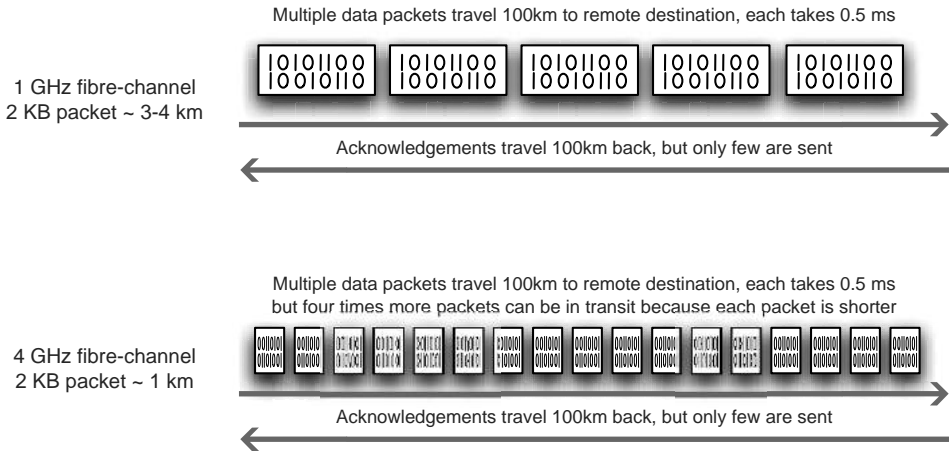 Multiple data packets travel 100km to remote destination, each takes 0.5 ms
10101100 10101100 10101100 10101100 10101100
10010110 10010110 10010110 10010110 10010110
1 GHz fibre-channel
2 KB packet ~ 3-4 km
Acknowledgements travel 100km back, but only few are sent
Multiple data packets travel 100km to remote destination, each takes 0.5 ms
but four times more packets can be in transit because each packet is shorter
4 GHz fibre-channel
2 KB packet ~ 1 km
Acknowledgements travel 100km back, but only few are sent